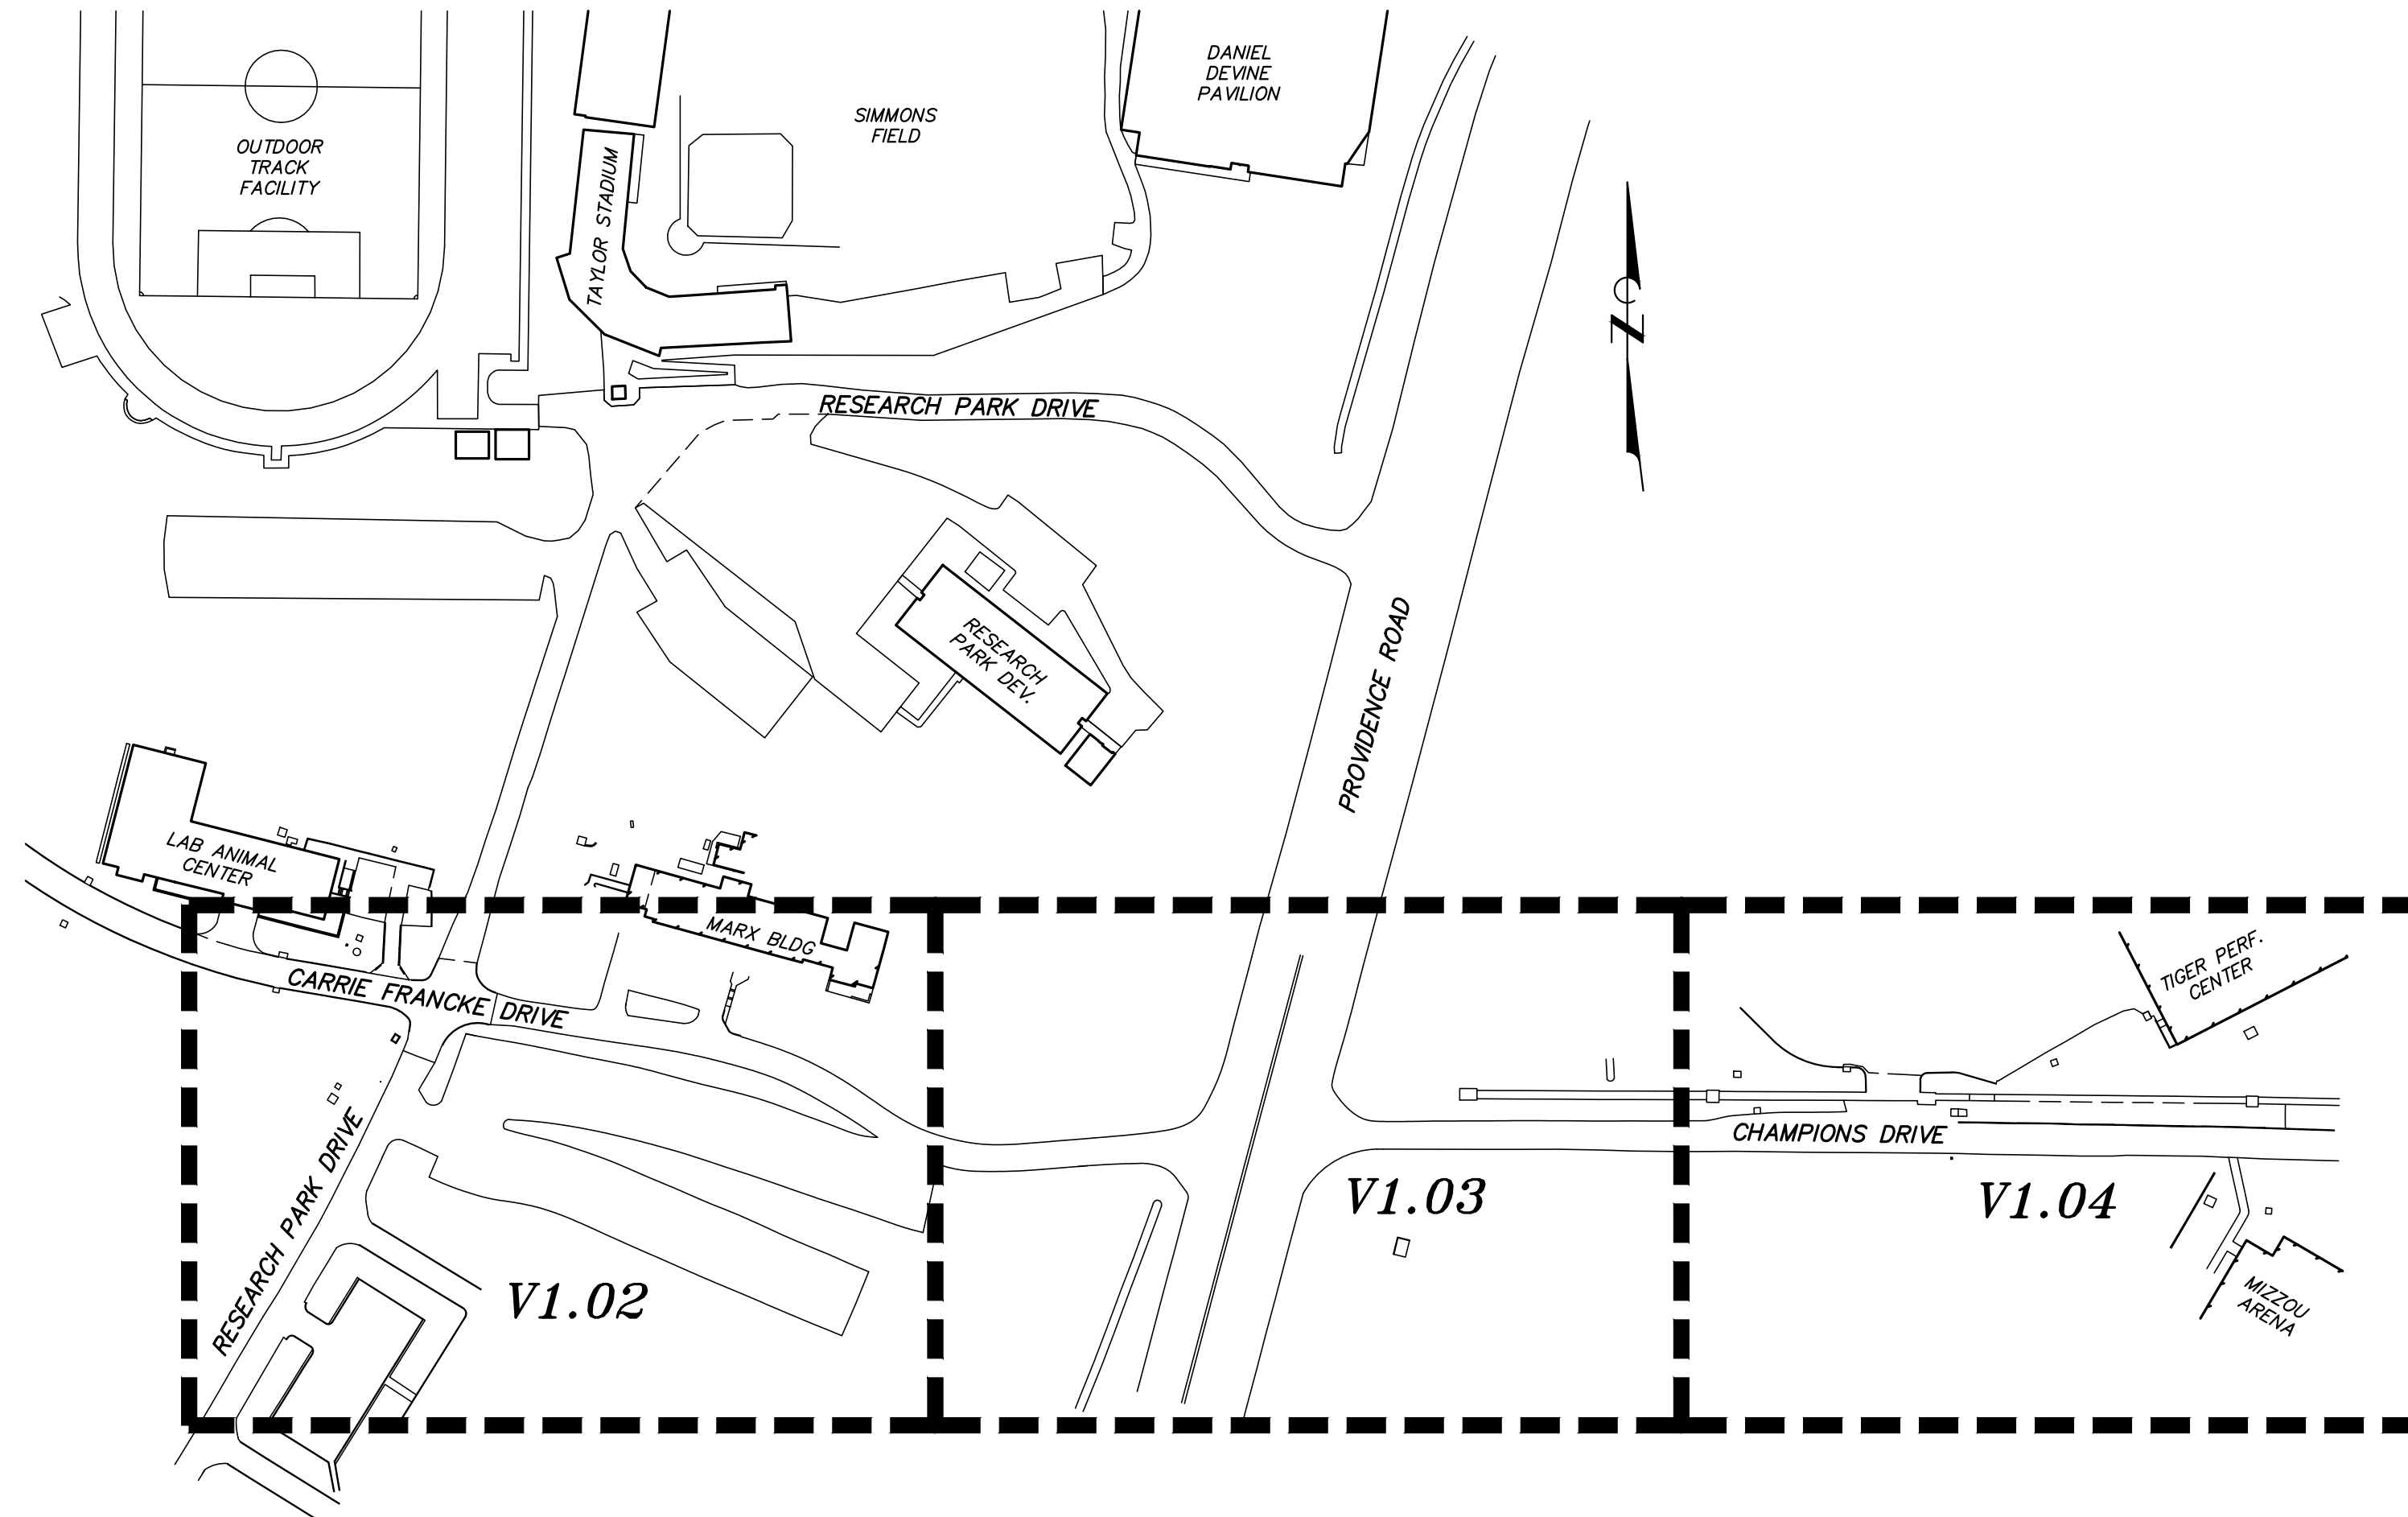 DANIEL
DEVINE
PAVILION
SIMMONS
FIELD
OUTDOOR
TRACK
FACILITY
TAYLOR STADIUM
N
RESEARCH PARK DRIVE
RESEARCH
PARK DEV.
PROVIDENCE ROAD
LAB ANIMAL
CENTER
MARX BLDG
TIGER PERF.
CENTER
CARRIE FRANCKE DRIVE
CHAMPIONS DRIVE
RESEARCH PARK DRIVE
V1.02
V1.03
V1.04
MIZZOU
ARENA